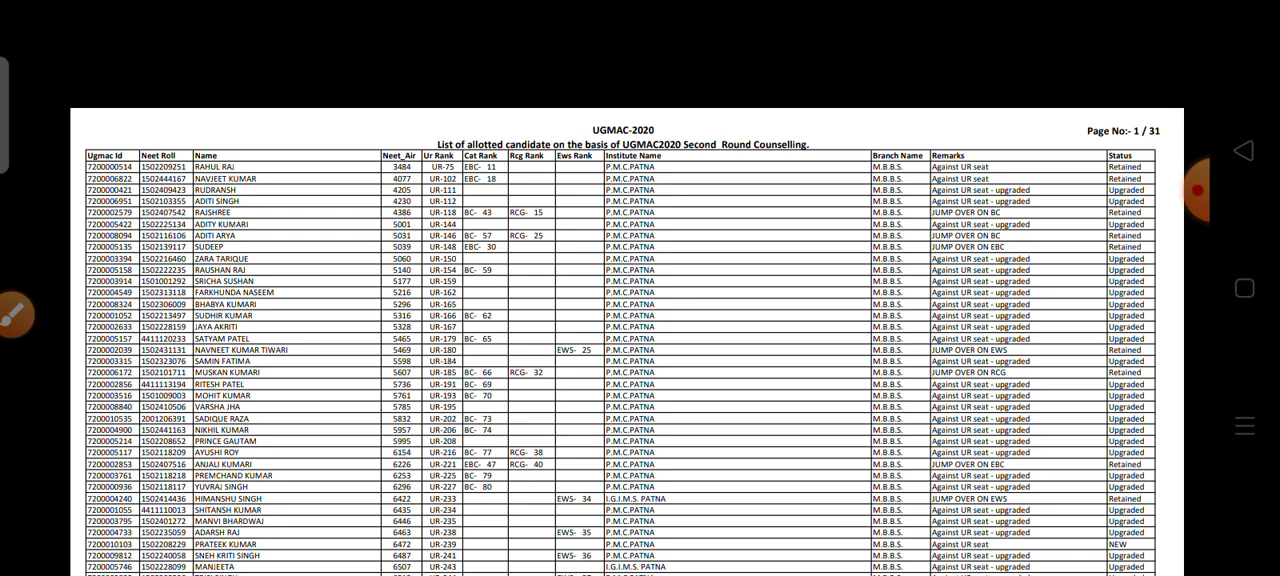 UGMAC-2020
Page No:- 1 / 31
List of allotted candidate on the basis of UGMAC2020 Second Round Counselling.
Ugmac Id Neet Roll Name Neet_Air Ur Rank Cat Rank Rcg Rank Ews Rank Institute Name Branch Name Remarks Status
7200000514 1502209251 RAHUL RAJ 3484 UR-75 EBC- 11 P.M.C.PATNA M.B.B.S. Against UR seat Retained
7200006822 1502444167 NAVJEET KUMAR 4077 UR-102 EBC- 18 P.M.C.PATNA M.B.B.S. Against UR seat Retained
7200000421 1502409423 RUDRANSH 4205 UR-111 P.M.C.PATNA M.B.B.S. Against UR seat - upgraded Upgraded
7200006951 1502103355 ADITI SINGH 4230 UR-112 P.M.C.PATNA M.B.B.S. Against UR seat - upgraded Upgraded
7200002579 1502407542 RAJSHREE 4386 UR-118 BC- 43 RCG- 15 P.M.C.PATNA M.B.B.S. JUMP OVER ON BC Retained
7200005422 1502225134 ADITY KUMARI 5001 UR-144 P.M.C.PATNA M.B.B.S. Against UR seat - upgraded Upgraded
7200008094 1502116106 ADITI ARYA 5031 UR-146 BC- 57 RCG- 25 P.M.C.PATNA M.B.B.S. JUMP OVER ON BC Retained
7200005135 1502139117 SUDEEP 5039 UR-148 EBC- 30 P.M.C.PATNA M.B.B.S. JUMP OVER ON EBC Retained
7200003394 1502216460 ZARA TARIQUE 5060 UR-150 P.M.C.PATNA M.B.B.S. Against UR seat - upgraded Upgraded
7200005158 1502222235 RAUSHAN RAJ 5140 UR-154 BC- 59 P.M.C.PATNA M.B.B.S. Against UR seat - upgraded Upgraded
7200003914 1501001292 SRICHA SUSHAN 5177 UR-159 P.M.C.PATNA M.B.B.S. Against UR seat - upgraded Upgraded
7200004549 1502313118 FARKHUNDA NASEEM 5216 UR-162 P.M.C.PATNA M.B.B.S. Against UR seat - upgraded Upgraded
7200008324 1502306009 BHABYA KUMARI 5296 UR-165 P.M.C.PATNA M.B.B.S. Against UR seat - upgraded Upgraded
7200001052 1502213497 SUDHIR KUMAR 5316 UR-166 BC- 62 P.M.C.PATNA M.B.B.S. Against UR seat - upgraded Upgraded
7200002633 1502228159 JAYA AKRITI 5328 UR-167 P.M.C.PATNA M.B.B.S. Against UR seat - upgraded Upgraded
7200005157 4411120233 SATYAM PATEL 5465 UR-179 BC- 65 P.M.C.PATNA M.B.B.S. Against UR seat - upgraded Upgraded
7200002039 1502431131 NAVNEET KUMAR TIWARI 5469 UR-180 EWS- 25 P.M.C.PATNA M.B.B.S. JUMP OVER ON EWS Retained
7200003315 1502323076 SAMIN FATIMA 5598 UR-184 P.M.C.PATNA M.B.B.S. Against UR seat - upgraded Upgraded
7200006172 1502101711 MUSKAN KUMARI 5607 UR-185 BC- 66 RCG- 32 P.M.C.PATNA M.B.B.S. JUMP OVER ON RCG Retained
7200002856 4411113194 RITESH PATEL 5736 UR-191 BC- 69 P.M.C.PATNA M.B.B.S. Against UR seat - upgraded Upgraded
7200003516 1501009003 MOHIT KUMAR 5761 UR-193 BC- 70 P.M.C.PATNA M.B.B.S. Against UR seat - upgraded Upgraded
7200008840 1502410506 VARSHA JHA 5785 UR-195 P.M.C.PATNA M.B.B.S. Against UR seat - upgraded Upgraded
7200010535 2001206391 SADIQUE RAZA 5832 UR-202 BC- 73 P.M.C.PATNA M.B.B.S. Against UR seat - upgraded Upgraded
7200004900 1502441163 NIKHIL KUMAR 5957 UR-206 BC- 74 P.M.C.PATNA M.B.B.S. Against UR seat - upgraded Upgraded
7200005214 1502208652 PRINCE GAUTAM 5995 UR-208 P.M.C.PATNA M.B.B.S. Against UR seat - upgraded Upgraded
7200005117 1502118209 AYUSHI ROY 6154 UR-216 BC- 77 RCG- 38 P.M.C.PATNA M.B.B.S. Against UR seat - upgraded Upgraded
7200002853 1502407516 ANJALI KUMARI 6226 UR-221 EBC- 47 RCG- 40 P.M.C.PATNA M.B.B.S. JUMP OVER ON EBC Retained
7200003761 1502118218 PREMCHAND KUMAR 6253 UR-225 BC- 79 P.M.C.PATNA M.B.B.S. Against UR seat - upgraded Upgraded
7200000936 1502118117 YUVRAJ SINGH 6296 UR-227 BC- 80 P.M.C.PATNA M.B.B.S. Against UR seat - upgraded Upgraded
7200004240 1502414436 HIMANSHU SINGH 6422 UR-233 EWS- 34 I.G.I.M.S. PATNA M.B.B.S. JUMP OVER ON EWS Retained
7200001055 4411110013 SHITANSH KUMAR 6435 UR-234 P.M.C.PATNA M.B.B.S. Against UR seat - upgraded Upgraded
7200003795 1502401272 MANVI BHARDWAJ 6446 UR-235 P.M.C.PATNA M.B.B.S. Against UR seat - upgraded Upgraded
7200004733 1502235059 ADARSH RAJ 6463 UR-238 EWS- 35 P.M.C.PATNA M.B.B.S. Against UR seat - upgraded Upgraded
7200010103 1502208229 PRATEEK KUMAR 6472 UR-239 P.M.C.PATNA M.B.B.S. Against UR seat NEW
7200009812 1502240058 SNEH KRITI SINGH 6487 UR-241 EWS- 36 P.M.C.PATNA M.B.B.S. Against UR seat - upgraded Upgraded
7200005746 1502228099 MANJEETA 6507 UR-243 I.G.I.M.S. PATNA M.B.B.S. Against UR seat - upgraded Upgraded